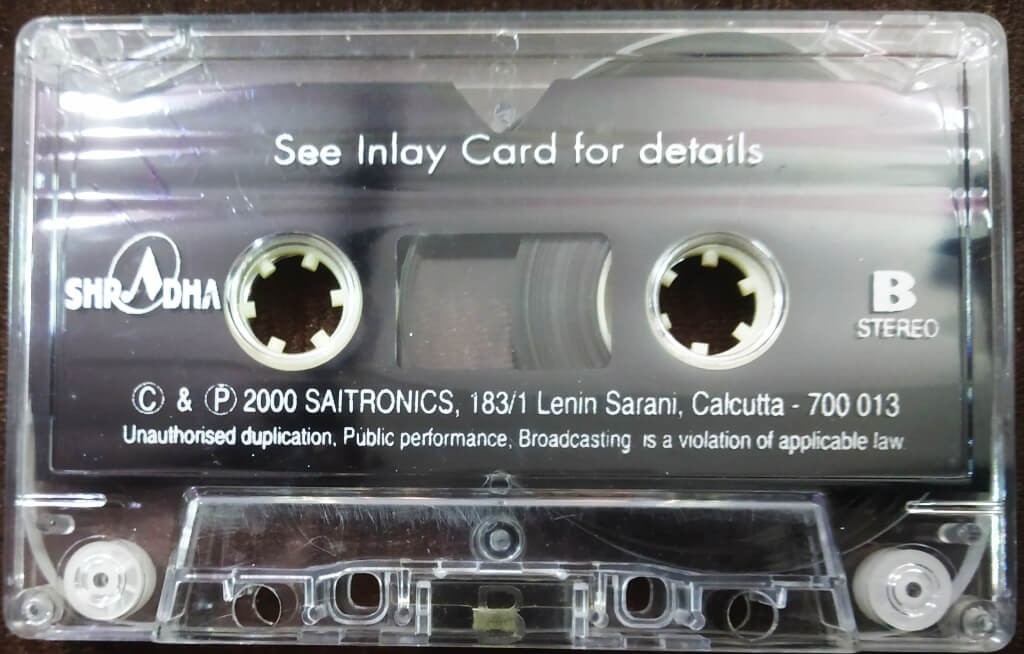 See Inlay Card for details
SHRADHA
B
STEREO
Ⓒ & Ⓟ 2000 SAITRONICS, 183/1 Lenin Sarani, Calcutta - 700 013
Unauthorised duplication, Public performance, Broadcasting is a violation of applicable law